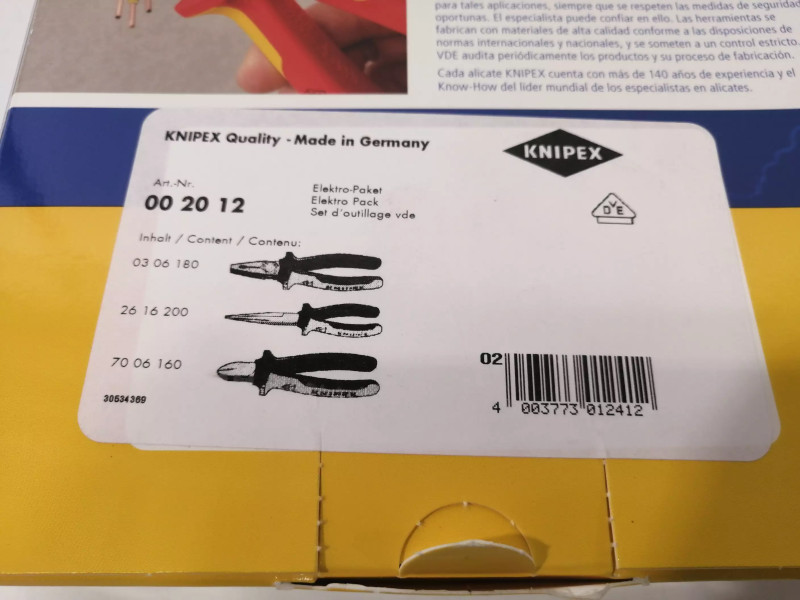 para tales aplicaciones, siempre que se respeten las medidas de seguridad
oportunas. El especialista puede confiar en ello. Las herramientas se
fabrican con materiales de alta calidad conforme a las disposiciones de
normas internacionales y nacionales, y se someten a un control estricto.
VDE audita periódicamente los productos y su proceso de fabricación.
Cada alicate KNIPEX cuenta con más de 140 años de experiencia y el
Know-How del líder mundial de los especialistas en alicates.
KNIPEX Quality - Made in Germany
KNIPEX
Art.-Nr.
00 20 12
Elektro-Paket
Elektro Pack
Set d'outillage vde
DVE
Inhalt / Content / Contenu:
03 06 180
KNIPEX
26 16 200
KNIPEX
70 06 160
KNIPEX
30534369
02
4 003773 012412